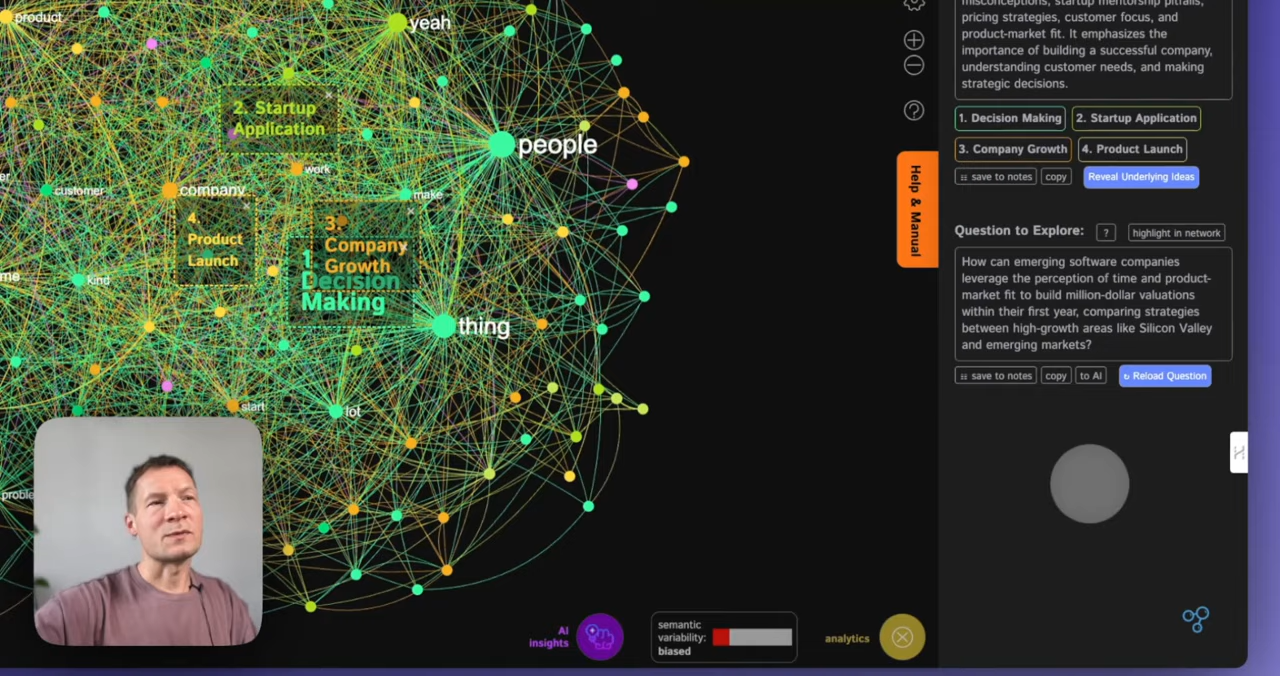 product
yeah
2. Startup
Application
people
work
customer
company
make
4.
Product
Launch
3.
Company
Growth
1
Decision
Making
me
kind
thing
start
lot
proble
Help & Manual
misconceptions, startup mentorship pitfalls,
pricing strategies, customer focus, and
product-market fit. It emphasizes the
importance of building a successful company,
understanding customer needs, and making
strategic decisions.
1. Decision Making
2. Startup Application
3. Company Growth
4. Product Launch
save to notes
copy
Reveal Underlying Ideas
Question to Explore:
?
highlight in network
How can emerging software companies
leverage the perception of time and product-
market fit to build million-dollar valuations
within their first year, comparing strategies
between high-growth areas like Silicon Valley
and emerging markets?
save to notes
copy
to AI
Reload Question
AI
insights
semantic
variability:
biased
analytics